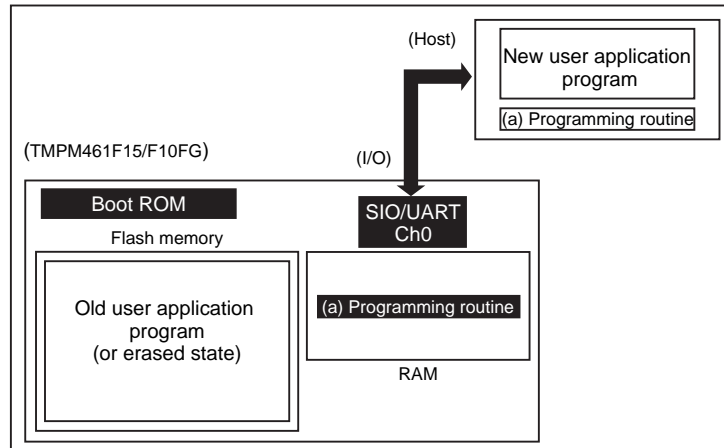 (Host)
New user application
program
(a) Programming routine
(TMPM461F15/F10FG)
(I/O)
Boot ROM
SIO/UART
Ch0
Flash memory
Old user application
program
(or erased state)
(a) Programming routine
RAM